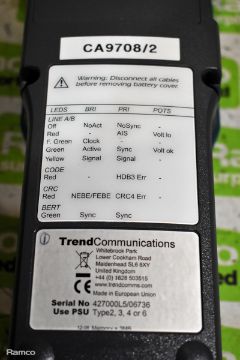 CA9708/2
Warning: Disconnect all cables
before removing battery cover.
LEDS BRI PRI POTS
LINE A/B
Off NoAct NoSync -
Red - AIS Volt lo
F. Green Clock - -
Green Active Sync Volt ok
Yellow Signal Signal -
CODE
Red - HDB3 Err -
CRC
Red NEBE/FEBE CRC4 Err -
BERT
Green Sync Sync
TrendCommunications
Whitebrook Park
Lower Cookham Road
Maidenhead SL6 8XY
United Kingdom
+44 (0) 1628 503515
www.trendcomms.com
Made in European Union
Serial No 427000L5/06736
Use PSU Type2, 3, 4 or 6
Ramco